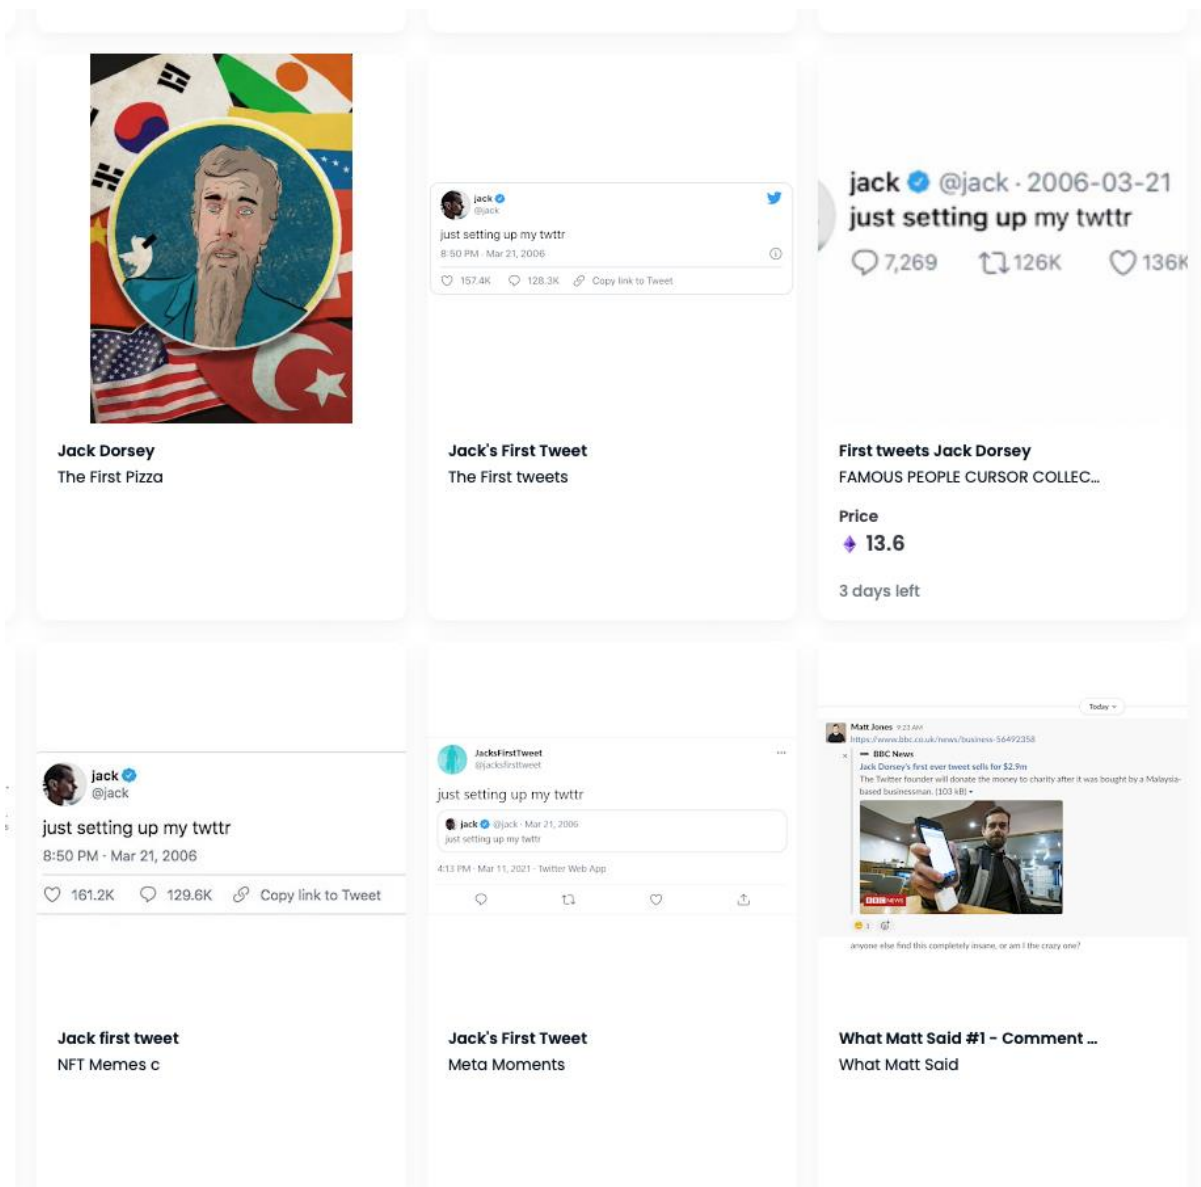 jack
@jack
just setting up my twttr
8:50 PM · Mar 21, 2006
157.4K 128.3K Copy link to Tweet
jack @jack · 2006-03-21
just setting up my twttr
7,269 126K 136K
Jack Dorsey
The First Pizza
Jack's First Tweet
The First tweets
First tweets Jack Dorsey
FAMOUS PEOPLE CURSOR COLLEC...
Price
13.6
3 days left
jack
@jack
just setting up my twttr
8:50 PM · Mar 21, 2006
161.2K 129.6K Copy link to Tweet
JacksFirstTweet
@jacksfirsttweet
just setting up my twttr
jack @jack · Mar 21, 2006
just setting up my twttr
4:13 PM · Mar 11, 2021 · Twitter Web App
Today
Matt Jones 9:23 AM
https://www.bbc.co.uk/news/business-56492358
BBC News
Jack Dorsey's first ever tweet sells for $2.9m
The Twitter founder will donate the money to charity after it was bought by a Malaysia-
based businessman. (103 kB)
BBC NEWS
1
anyone else find this completely insane, or am I the crazy one?
Jack first tweet
NFT Memes c
Jack's First Tweet
Meta Moments
What Matt Said #1 - Comment ...
What Matt Said